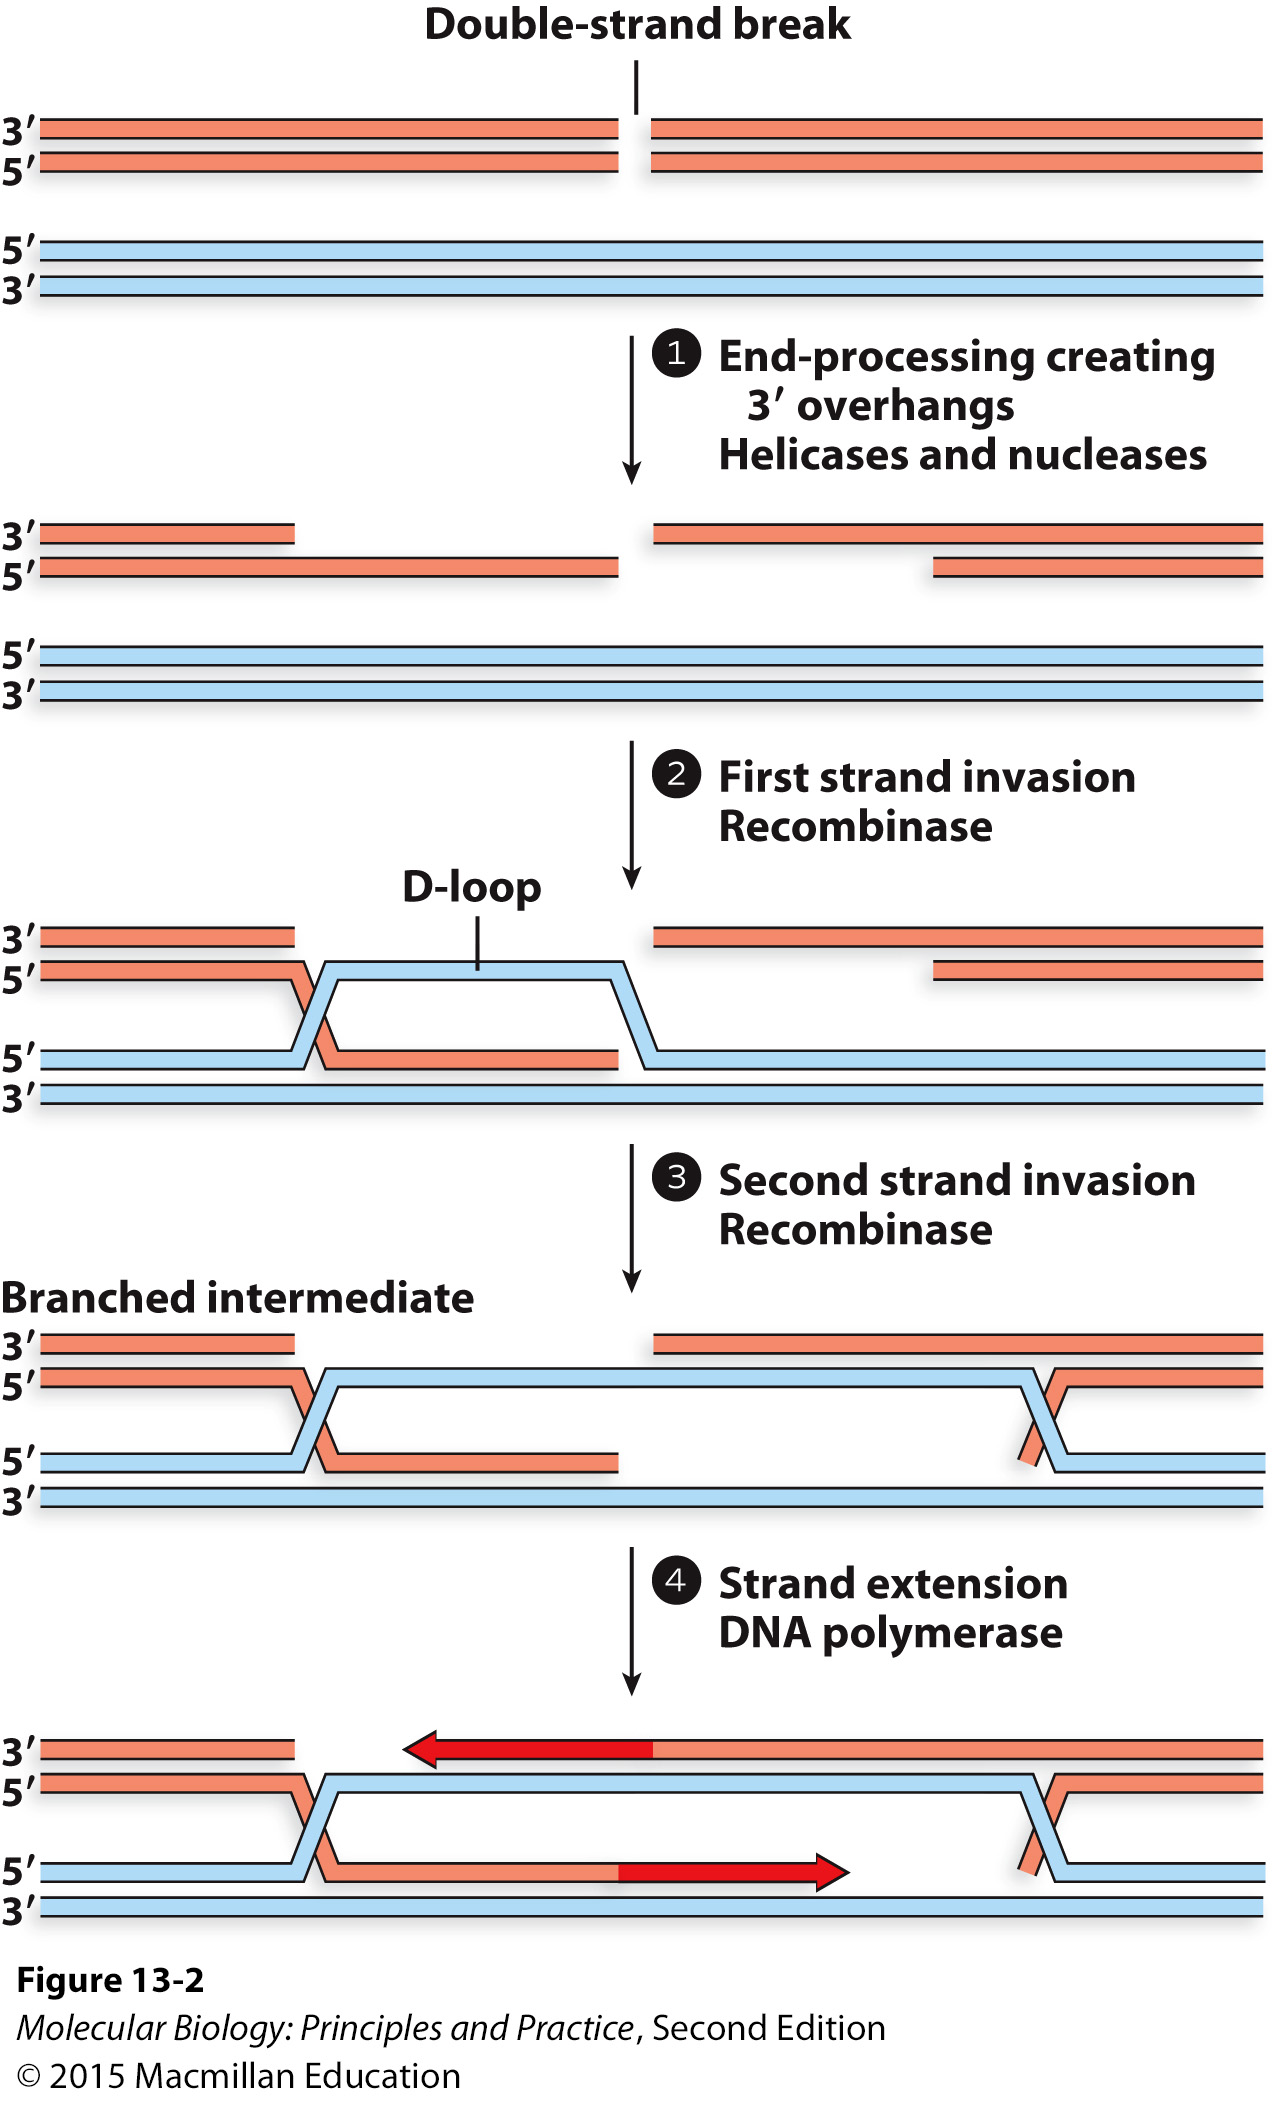 Double-strand break
3′
5′
5′
3′
1 End-processing creating
3′ overhangs
Helicases and nucleases
3′
5′
5′
3′
2 First strand invasion
Recombinase
D-loop
3′
5′
5′
3′
3 Second strand invasion
Recombinase
Branched intermediate
3′
5′
5′
3′
4 Strand extension
DNA polymerase
3′
5′
5′
3′
Figure 13-2
Molecular Biology: Principles and Practice, Second Edition
© 2015 Macmillan Education